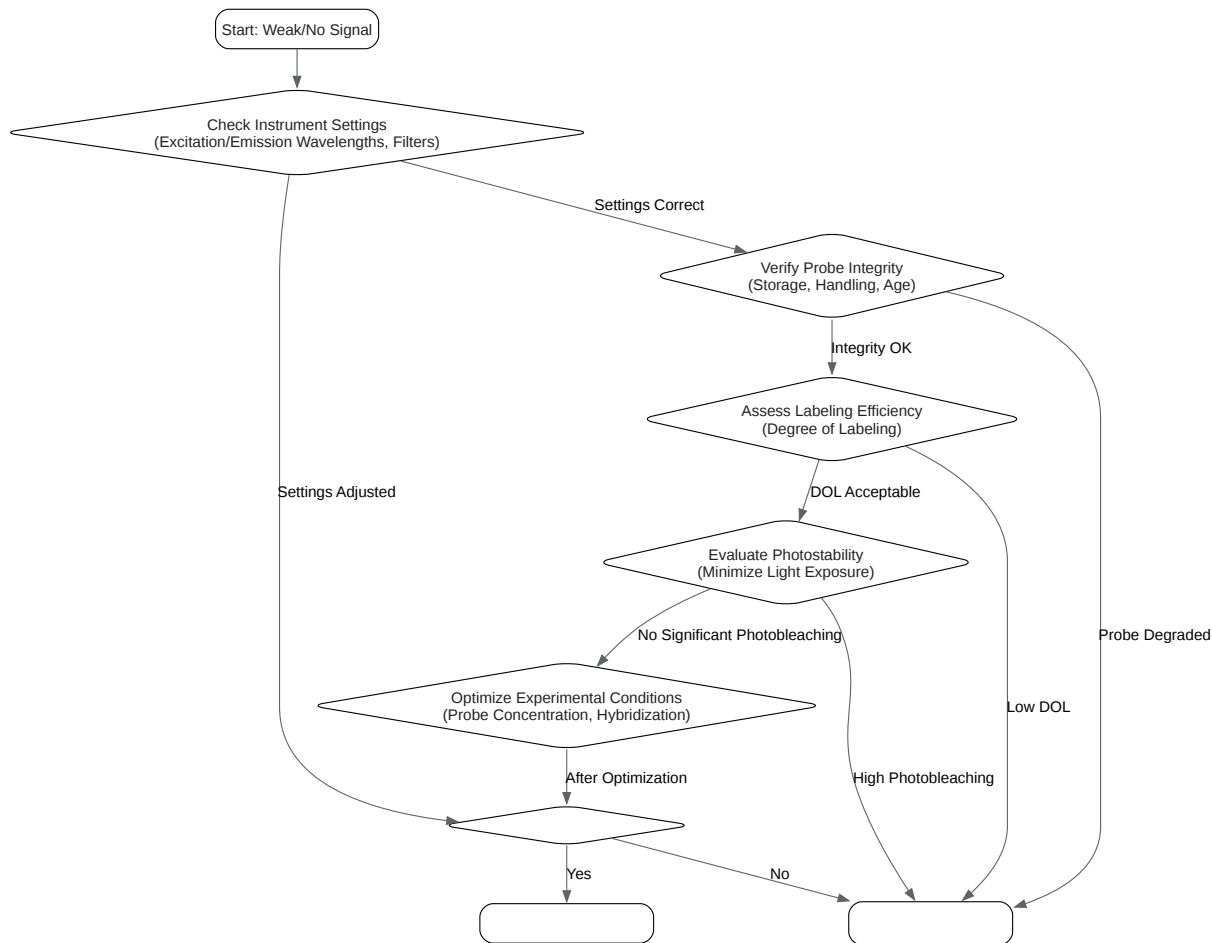 Start: Weak/No Signal
Check Instrument Settings
(Excitation/Emission Wavelengths, Filters)
Settings Correct
Verify Probe Integrity
(Storage, Handling, Age)
Integrity OK
Assess Labeling Efficiency
(Degree of Labeling)
Settings Adjusted
DOL Acceptable
Evaluate Photostability
(Minimize Light Exposure)
No Significant Photobleaching
Probe Degraded
Optimize Experimental Conditions
(Probe Concentration, Hybridization)
Low DOL
After Optimization
High Photobleaching
Yes
No